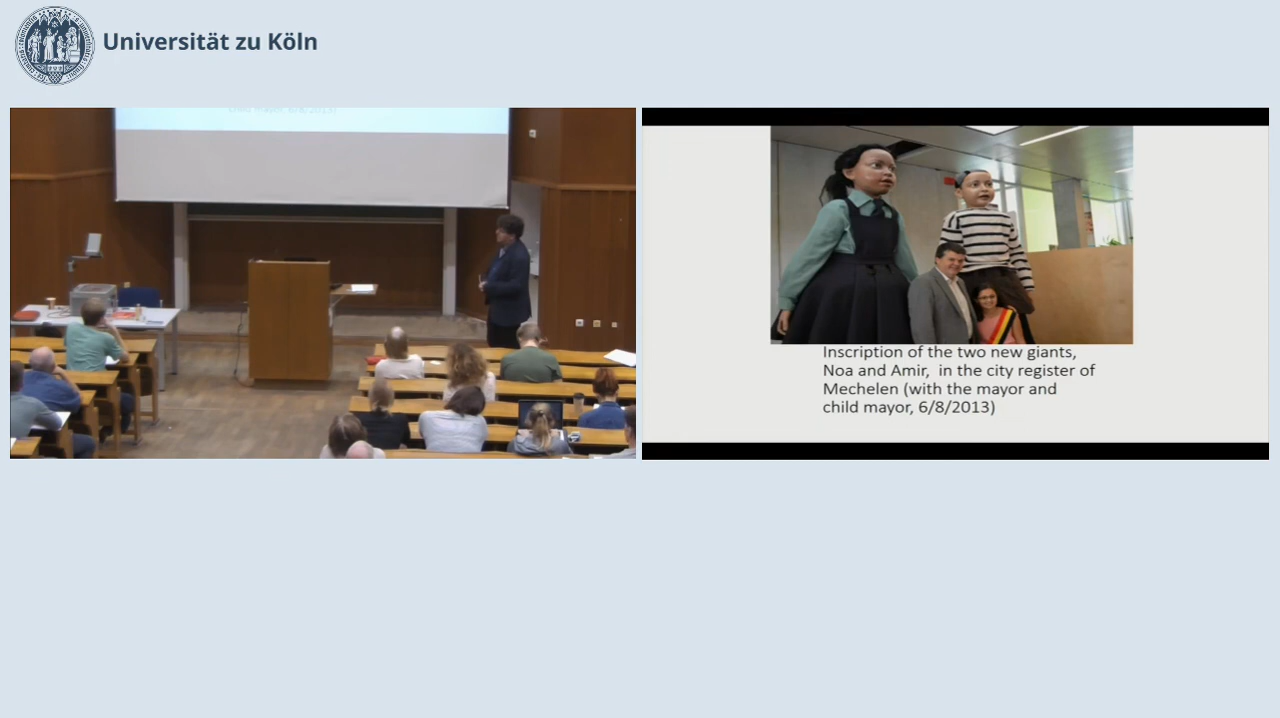 Universität zu Köln
Inscription of the two new giants,
Noa and Amir,  in the city register of
Mechelen (with the mayor and
child mayor, 6/8/2013)